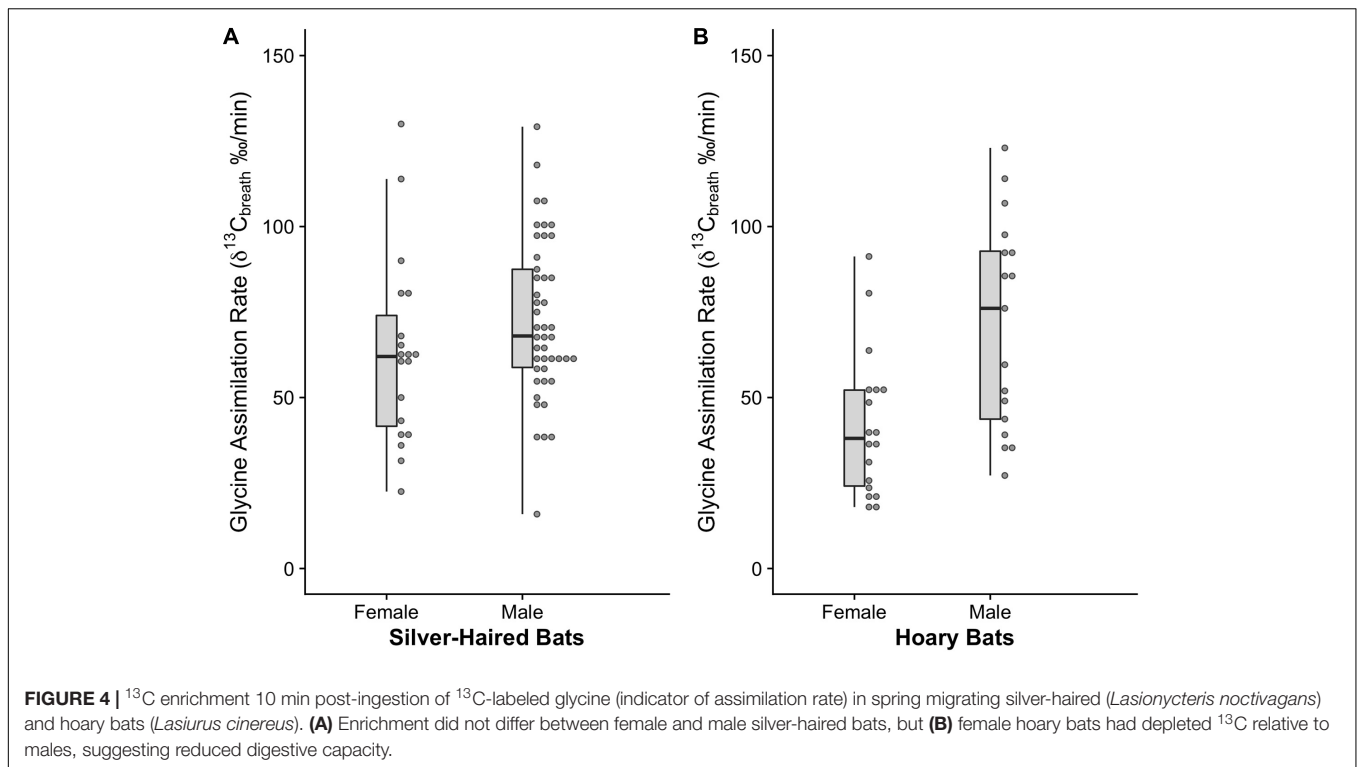 A
B
150
100
50
0
Glycine Assimilation Rate (δ¹³C_breath ‰/min)
Female
Male
Silver-Haired Bats
150
100
50
0
Glycine Assimilation Rate (δ¹³C_breath ‰/min)
Female
Male
Hoary Bats
FIGURE 4 | ¹³C enrichment 10 min post-ingestion of ¹³C-labeled glycine (indicator of assimilation rate) in spring migrating silver-haired (Lasionycteris noctivagans)
and hoary bats (Lasiurus cinereus). (A) Enrichment did not differ between female and male silver-haired bats, but (B) female hoary bats had depleted ¹³C relative to
males, suggesting reduced digestive capacity.